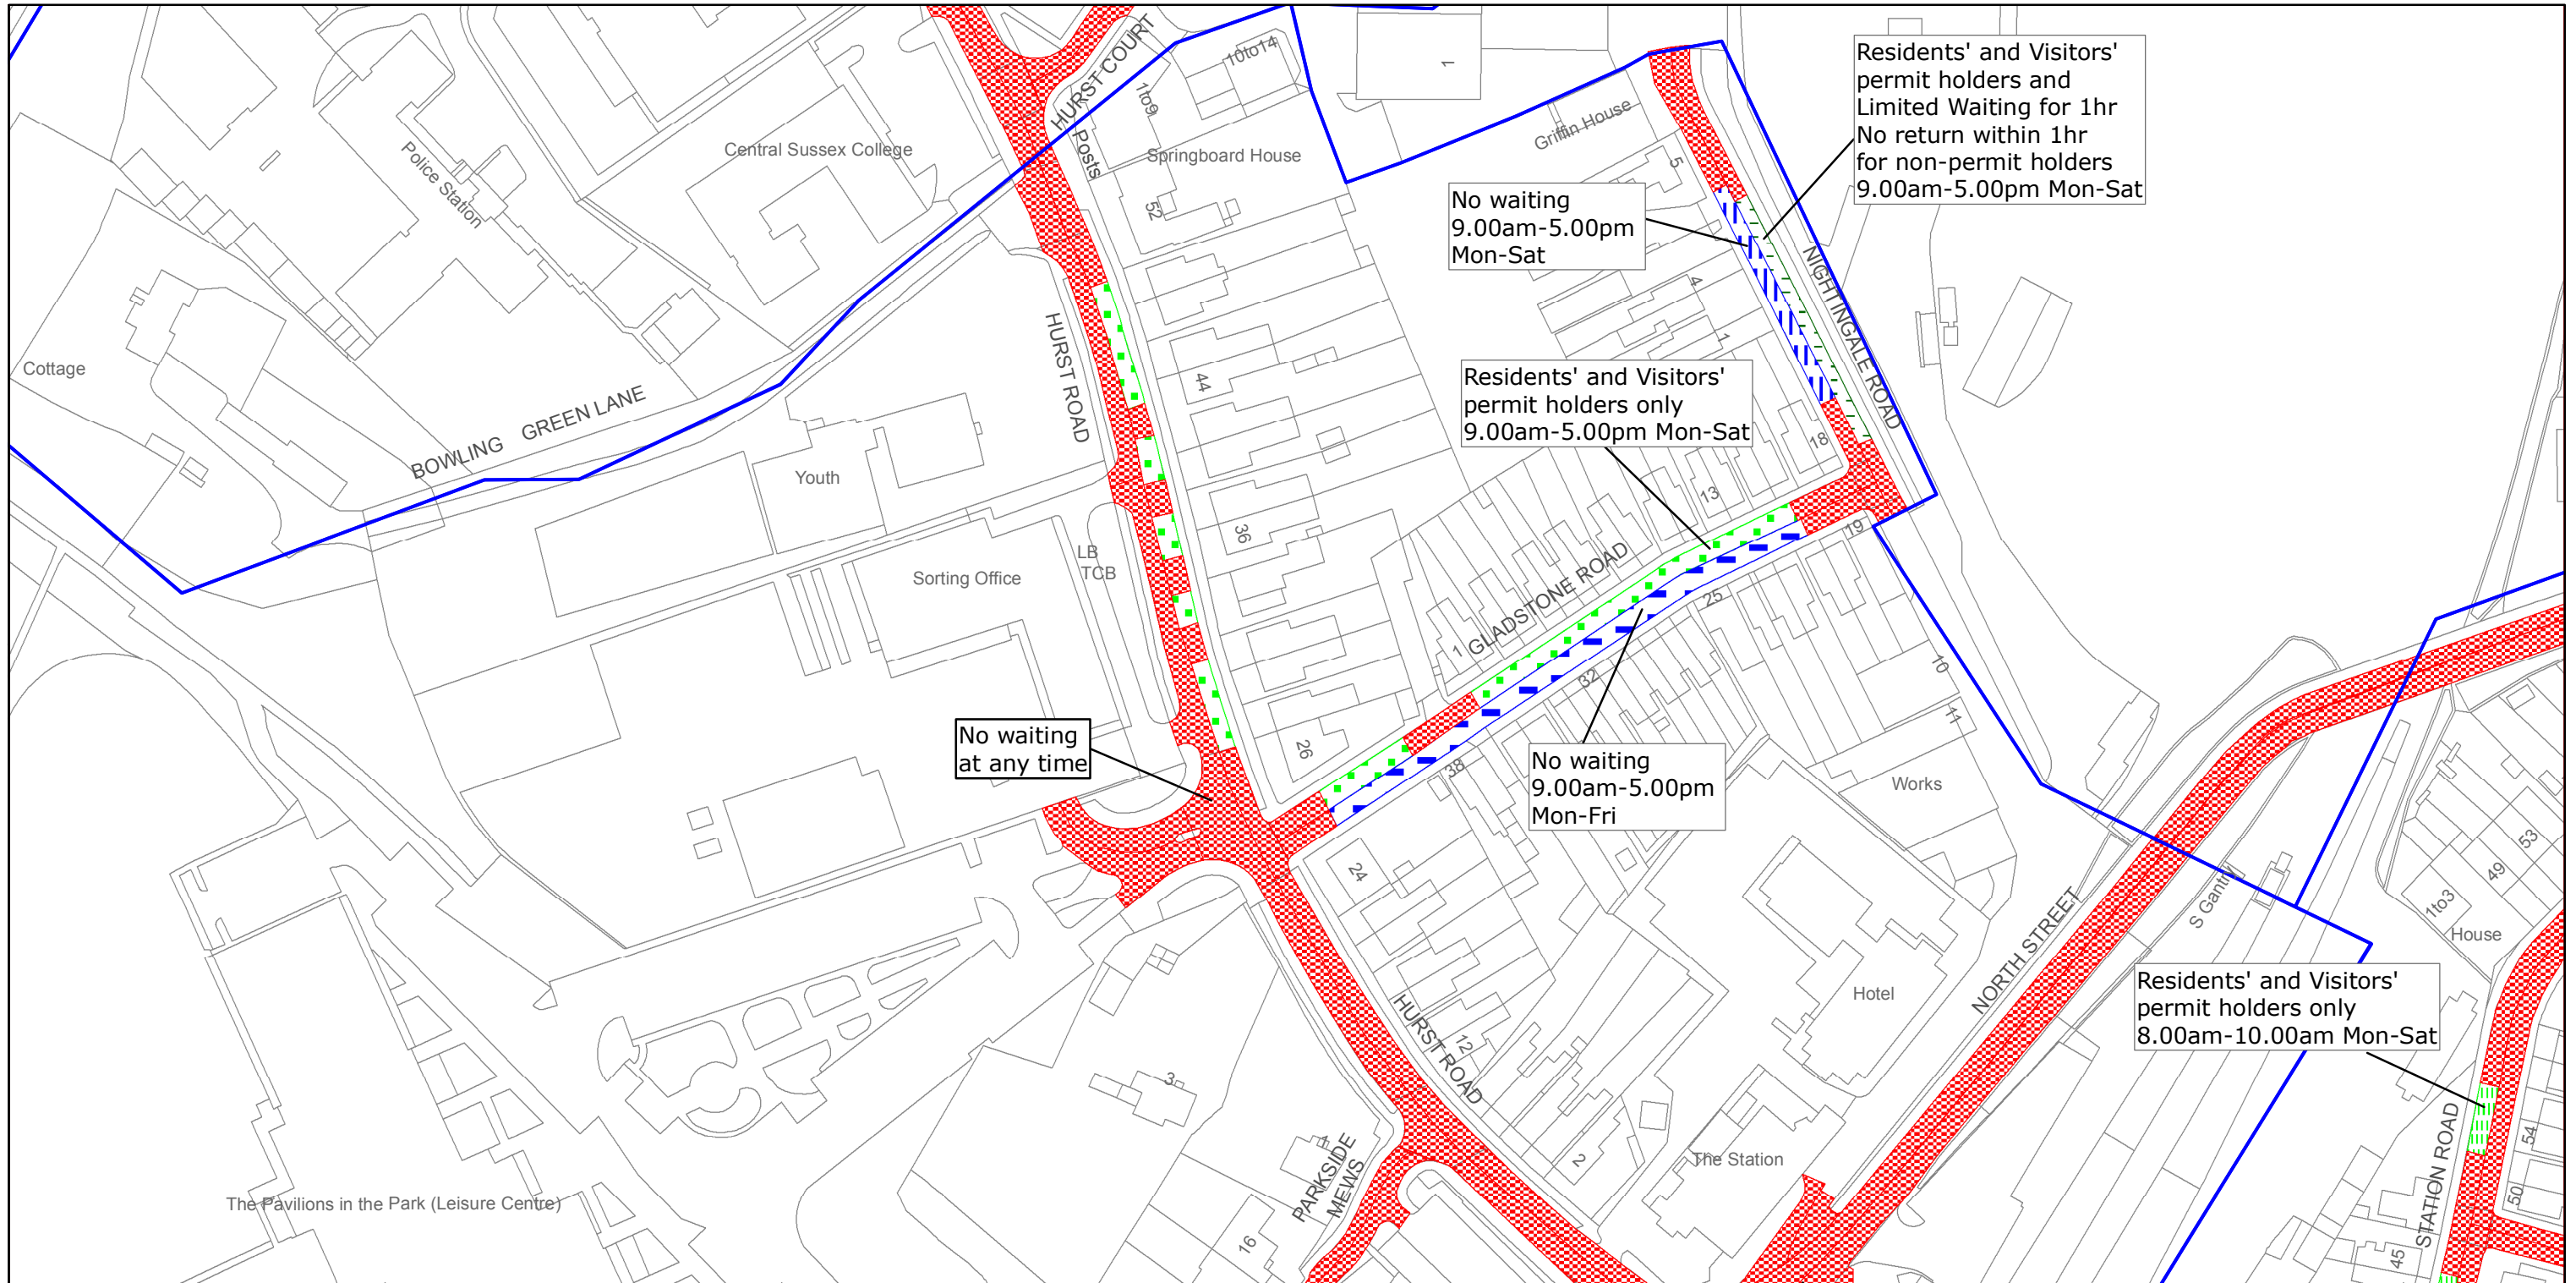 HURST COURT
10to14
1
1to9
Posts
Springboard House
52
Central Sussex College
Police Station
Cottage
BOWLING GREEN LANE
Youth
HURST ROAD
44
36
LB
TCB
Sorting Office
26
Griffin House
5
4
1
Residents' and Visitors'
permit holders and
Limited Waiting for 1hr
No return within 1hr
for non-permit holders
9.00am-5.00pm Mon-Sat
No waiting
9.00am-5.00pm
Mon-Sat
NIGHTINGALE ROAD
Residents' and Visitors'
permit holders only
9.00am-5.00pm Mon-Sat
18
13
19
25
GLADSTONE ROAD
1
32
38
10
11
Works
No waiting
at any time
No waiting
9.00am-5.00pm
Mon-Fri
24
12
HURST ROAD
Hotel
NORTH STREET
S Gantry
53
49
1to3
House
Residents' and Visitors'
permit holders only
8.00am-10.00am Mon-Sat
3
1
PARKSIDE
MEWS
16
2
The Station
The Pavilions in the Park (Leisure Centre)
STATION ROAD
54
50
45